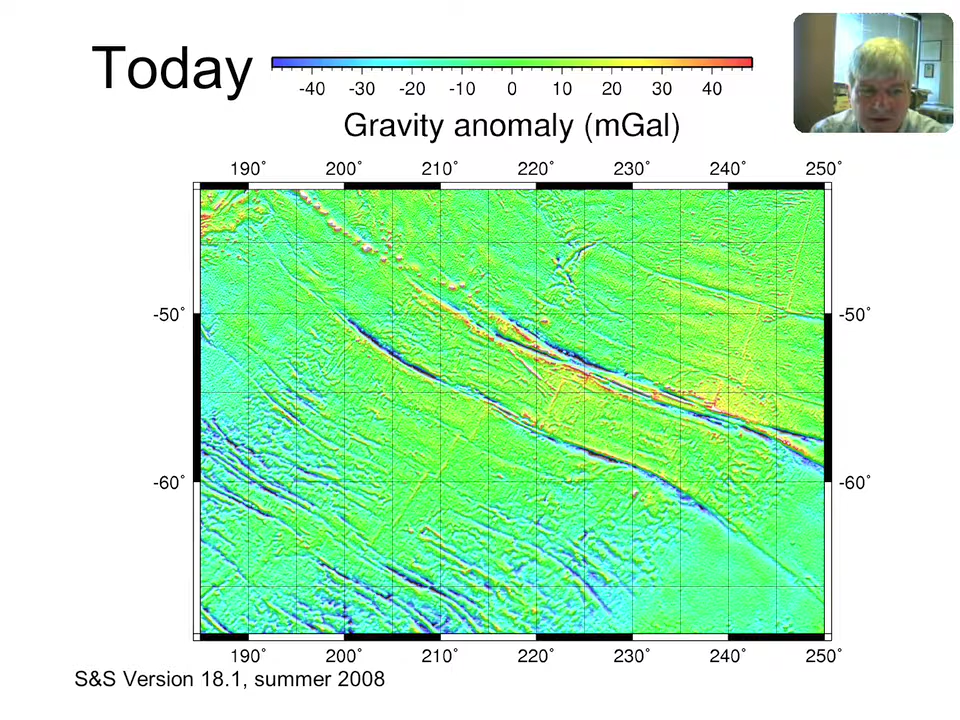 Today
-40 -30 -20 -10 0 10 20 30 40
Gravity anomaly (mGal)
190˚ 200˚ 210˚ 220˚ 230˚ 240˚ 250˚
-50˚ -50˚
-60˚ -60˚
190˚ 200˚ 210˚ 220˚ 230˚ 240˚ 250˚
S&S Version 18.1, summer 2008